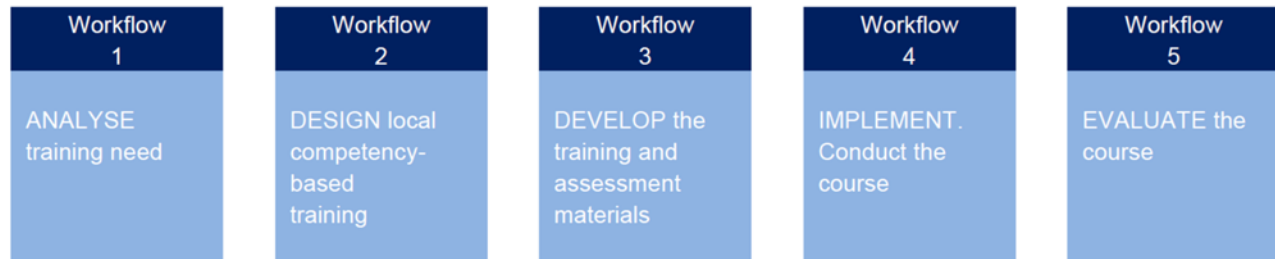 Workflow
1
ANALYSE
training need
Workflow
2
DESIGN local
competency-
based
training
Workflow
3
DEVELOP the
training and
assessment
materials
Workflow
4
IMPLEMENT.
Conduct the
course
Workflow
5
EVALUATE the
course